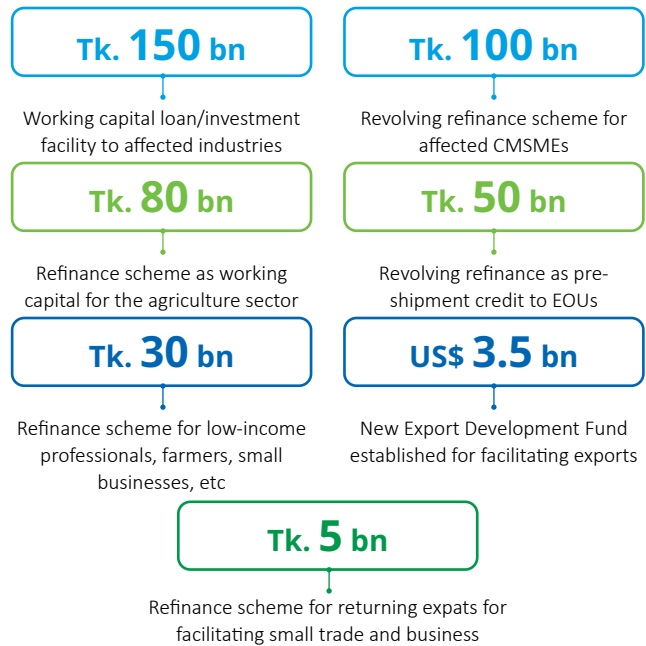 Tk. 150 bn
Working capital loan/investment
facility to affected industries
Tk. 100 bn
Revolving refinance scheme for
affected CMSMEs
Tk. 80 bn
Refinance scheme as working
capital for the agriculture sector
Tk. 50 bn
Revolving refinance as pre-
shipment credit to EOUs
Tk. 30 bn
Refinance scheme for low-income
professionals, farmers, small
businesses, etc
US$ 3.5 bn
New Export Development Fund
established for facilitating exports
Tk. 5 bn
Refinance scheme for returning expats for
facilitating small trade and business